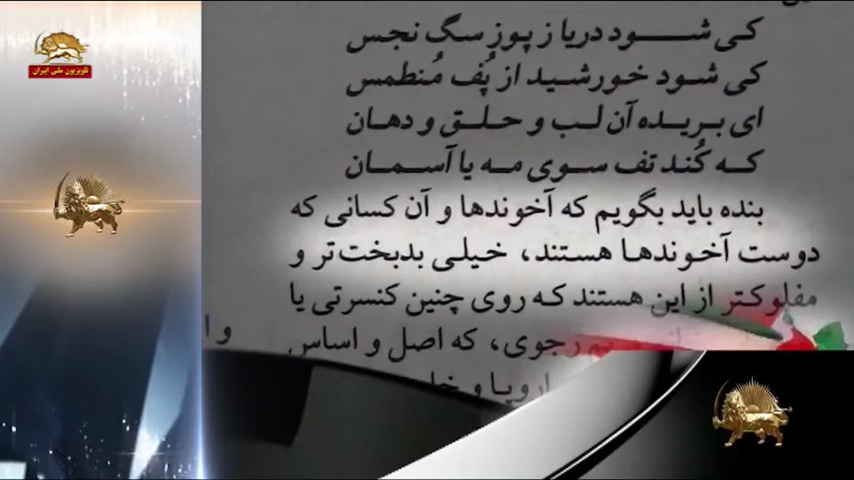 تلویزیون ملی ایران
کی شود دریا ز پوز سگ نجس
کی شود خورشید از پُف مُنطمس
ای بریده آن لب و حلق و دهان
که کُند تف سوی مه یا آسمان
بنده باید بگویم که آخوندها و آن کسانی که
دوست آخوندها هستند، خیلی بدبخت‌تر و
مفلوکتر از این هستند که روی چنین کنسرتی یا
رجوی، که اصل و اساس
و
اروپا و